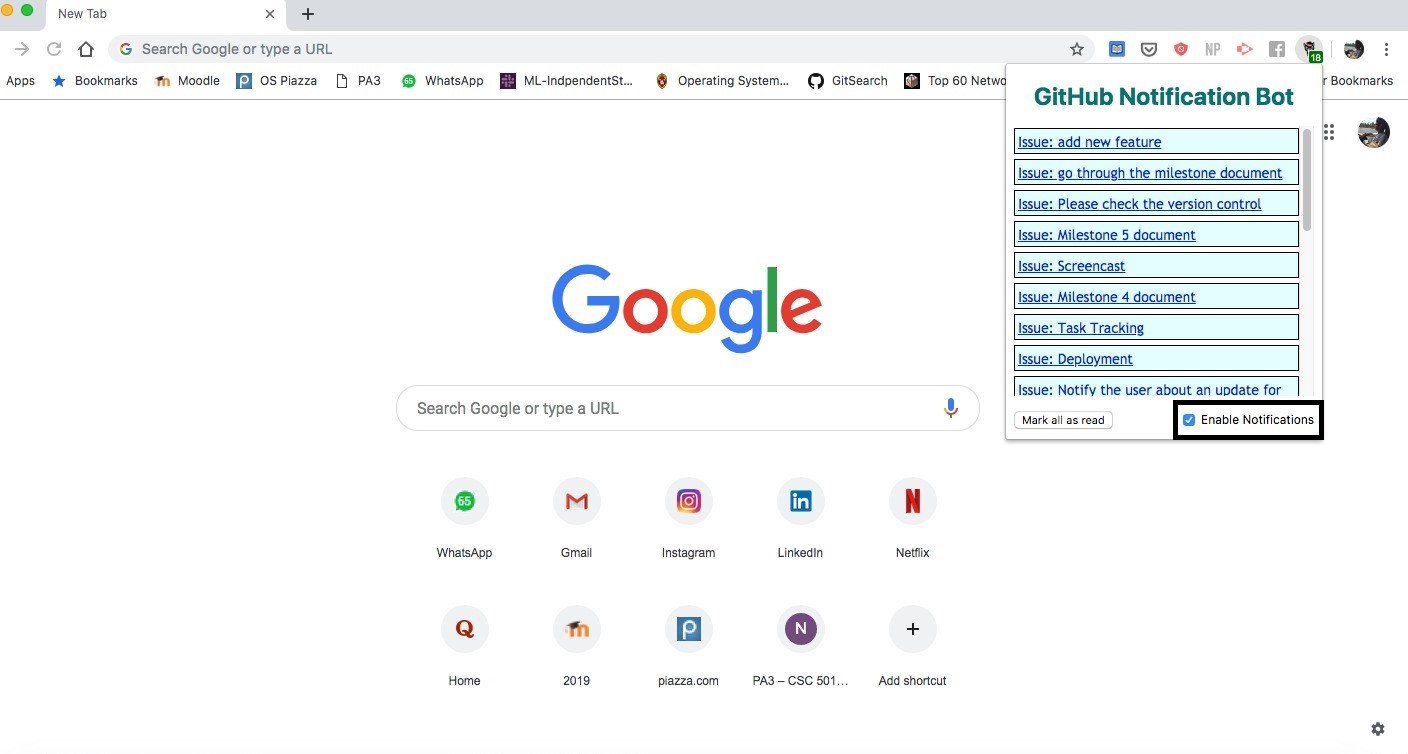 New Tab
Search Google or type a URL
NP
18
Apps Bookmarks Moodle OS Piazza PA3 WhatsApp ML-IndpendentSt... Operating System... GitSearch Top 60 Netwo r Bookmarks
GitHub Notification Bot
Issue: add new feature
Issue: go through the milestone document
Issue: Please check the version control
Issue: Milestone 5 document
Issue: Screencast
Issue: Milestone 4 document
Issue: Task Tracking
Issue: Deployment
Issue: Notify the user about an update for
Mark all as read
Enable Notifications
Google
Search Google or type a URL
65
WhatsApp Gmail Instagram LinkedIn Netflix
N
Home 2019 piazza.com PA3 – CSC 501... Add shortcut